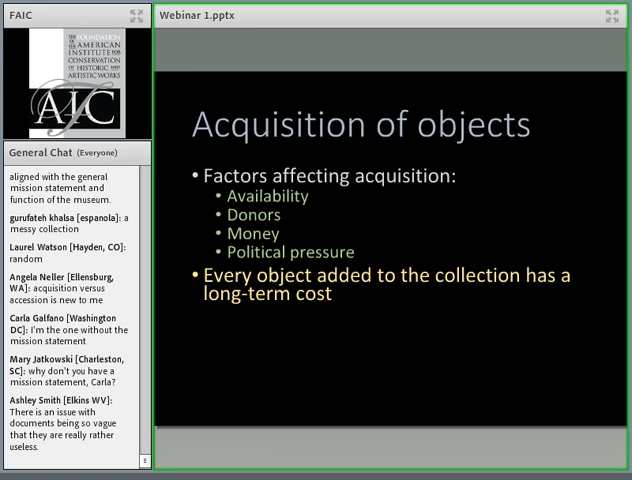 FAIC
THE FOUNDATION
OF THE AMERICAN
INSTITUTE FOR
CONSERVATION
OF HISTORIC AND
ARTISTIC WORKS
AIC
General Chat (Everyone)
aligned with the general
mission statement and
function of the museum.
gurufateh khalsa [espanola]: a
messy collection
Laurel Watson [Hayden, CO]:
random
Angela Neller [Ellensburg,
WA]: acquisition versus
accession is new to me
Carla Galfano [Washington
DC]: I'm the one without the
mission statement
Mary Jatkowski [Charleston,
SC]: why don't you have a
mission statement, Carla?
Ashley Smith [Elkins WV]:
There is an issue with
documents being so vague
that they are really rather
useless.
Webinar 1.pptx
Acquisition of objects
• Factors affecting acquisition:
• Availability
• Donors
• Money
• Political pressure
• Every object added to the collection has a
long-term cost